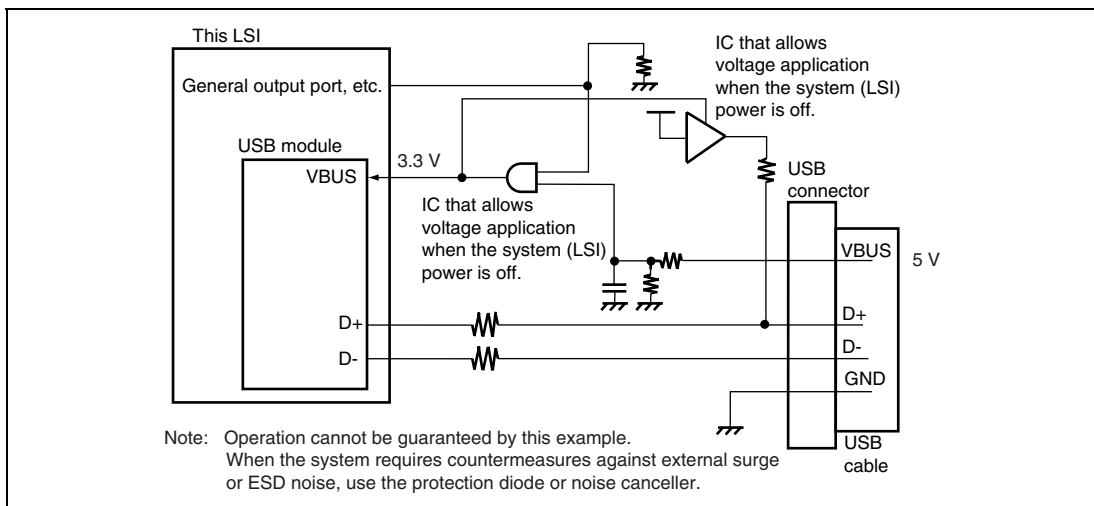 This LSI
General output port, etc.
IC that allows
voltage application
when the system (LSI)
power is off.
USB module
VBUS
3.3 V
IC that allows
voltage application
when the system (LSI)
power is off.
USB
connector
VBUS
5 V
D+
D+
D-
D-
GND
USB
cable
Note: Operation cannot be guaranteed by this example.
When the system requires countermeasures against external surge
or ESD noise, use the protection diode or noise canceller.